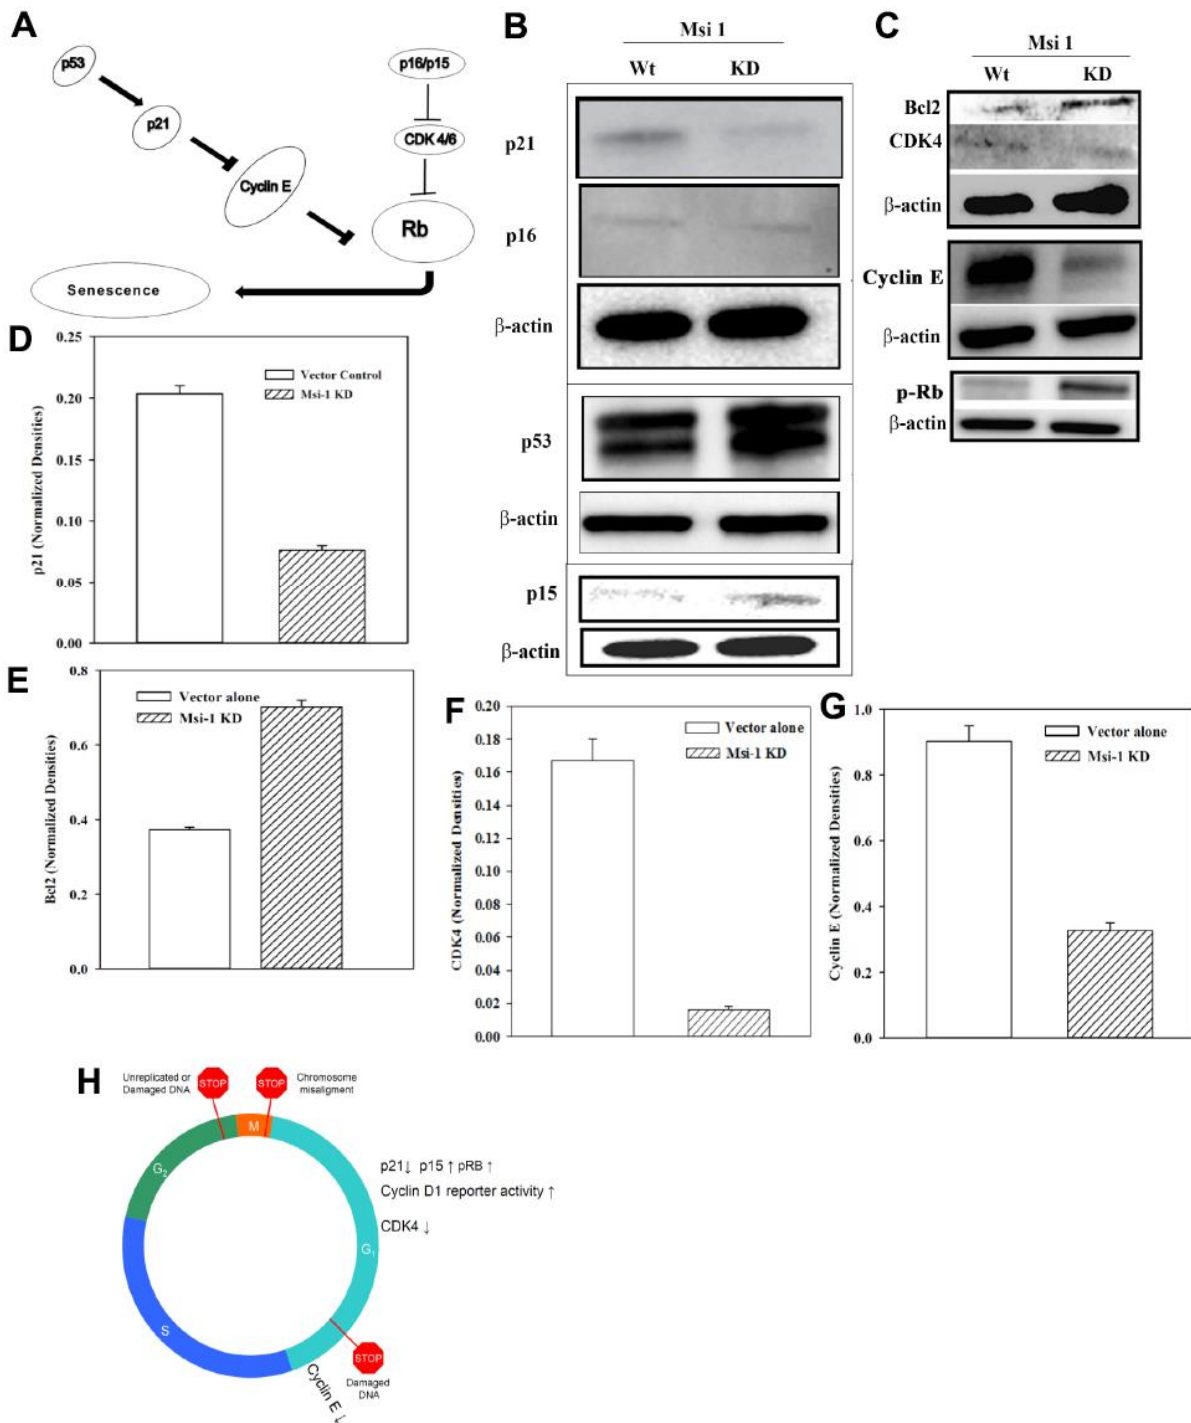 A
p53
p21
Cyclin E
p16/p15
CDK 4/6
Rb
Senescence
B
Msi 1
Wt KD
p21
p16
β-actin
p53
β-actin
p15
β-actin
C
Msi 1
Wt KD
Bcl2
CDK4
β-actin
Cyclin E
β-actin
p-Rb
β-actin
D
p21 (Normalized Densities)
0.25
0.20
0.15
0.10
0.05
0.00
Vector Control
Msi-1 KD
E
Bcl2 (Normalized Densities)
0.8
0.6
0.4
0.2
0.0
Vector alone
Msi-1 KD
F
CDK4 (Normalized Densities)
0.20
0.18
0.16
0.14
0.12
0.10
0.08
0.06
0.04
0.02
0.00
Vector alone
Msi-1 KD
G
Cyclin E (Normalized Densities)
1.0
0.8
0.6
0.4
0.2
0.0
Vector alone
Msi-1 KD
H
Unreplicated or
Damaged DNA
STOP
STOP
Chromosome
misaligment
M
G2
G1
S
p21↓ p15 ↑ pRB ↑
Cyclin D1 reporter activity ↑
CDK4 ↓
STOP
Damaged
DNA
Cyclin E ↓